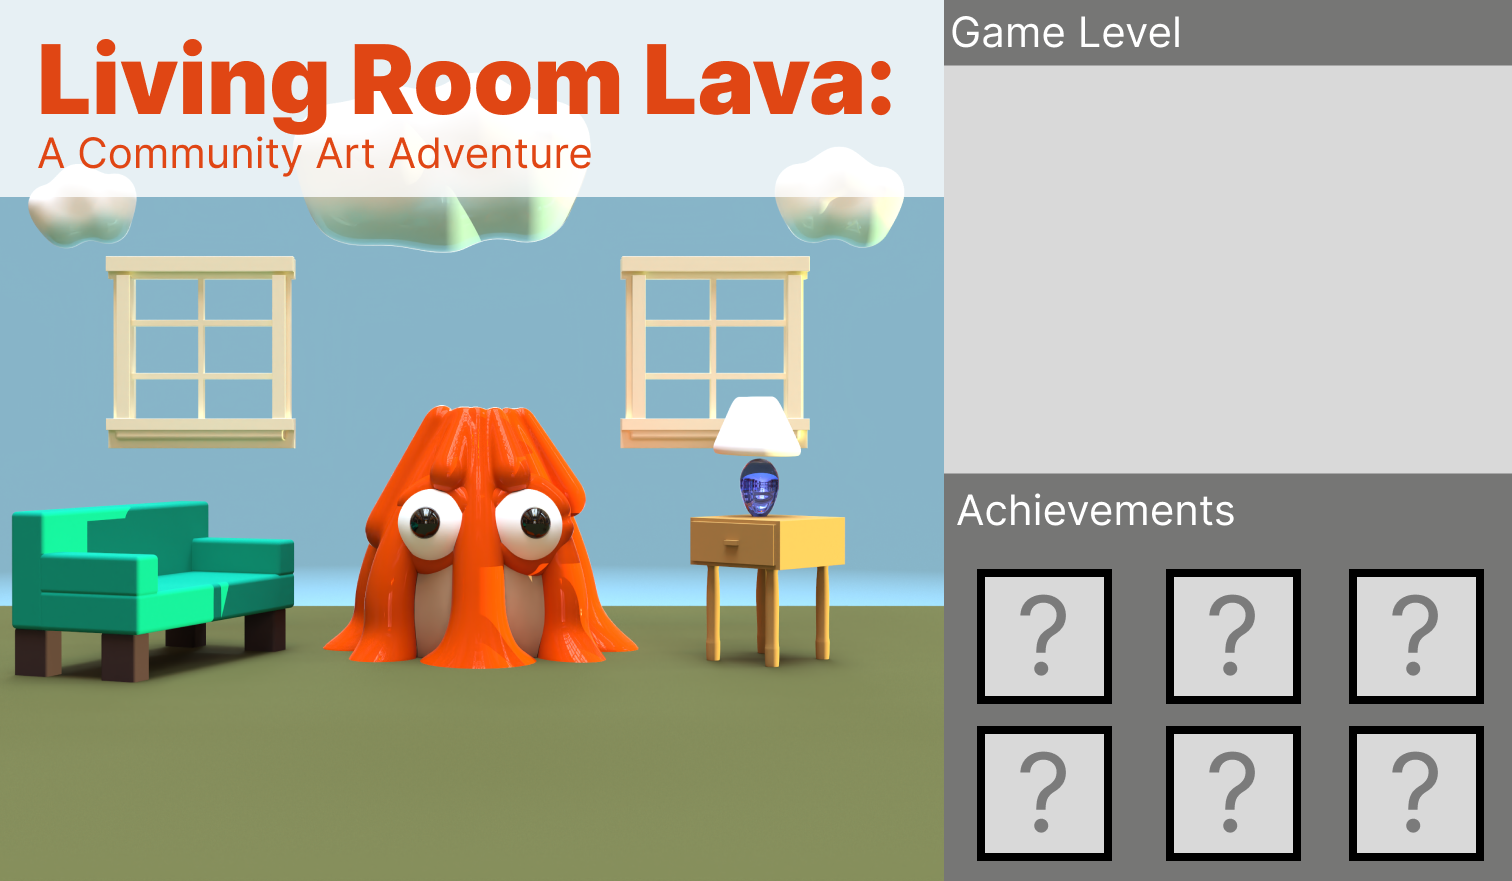 Living Room Lava:
A Community Art Adventure
Game Level
Achievements
? ? ?
? ? ?